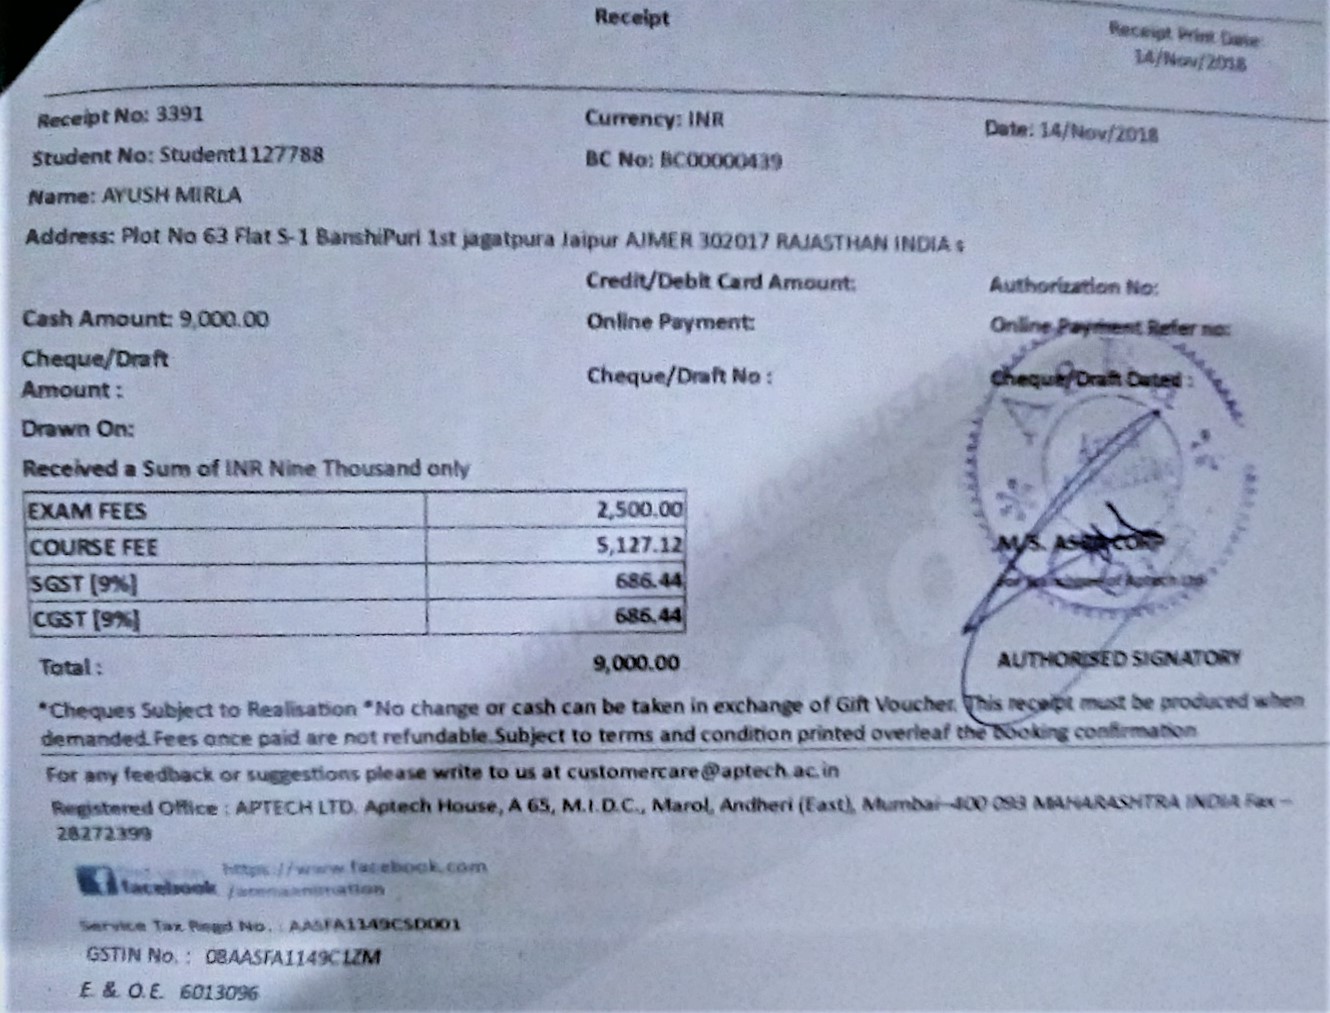 Receipt
Receipt Print Date:
14/Nov/2018
Receipt No: 3391 Currency: INR Date: 14/Nov/2018
Student No: Student1127788 BC No: BC00000439
Name: AYUSH MIRLA
Address: Plot No 63 Flat S-1 BanshiPuri 1st jagatpura Jaipur AJMER 302017 RAJASTHAN INDIA s
Credit/Debit Card Amount: Authorization No:
Cash Amount: 9,000.00 Online Payment: Online Payment Refer no:
Cheque/Draft
Amount : Cheque/Draft No : Cheque/Draft Dated :
Drawn On:
Received a Sum of INR Nine Thousand only
EXAM FEES 2,500.00
COURSE FEE 5,127.12
SGST [9%] 686.44
CGST [9%] 686.44
Total : 9,000.00
M/S. CORP
of Aptech Ltd
AUTHORISED SIGNATORY
*Cheques Subject to Realisation *No change or cash can be taken in exchange of Gift Voucher. This receipt must be produced when
demanded.Fees once paid are not refundable.Subject to terms and condition printed overleaf the booking confirmation
For any feedback or suggestions please write to us at customercare@aptech.ac.in
Registered Office : APTECH LTD. Aptech House, A 65, M.I.D.C., Marol, Andheri (East), Mumbai-400 093 MAHARASHTRA INDIA Fax –
28272399
https://www.facebook.com
facebook /arenaanimation
Service Tax Regd No. : AASFA1149CSD001
GSTIN No. : 08AASFA1149C1ZM
E. & O.E. 6013096